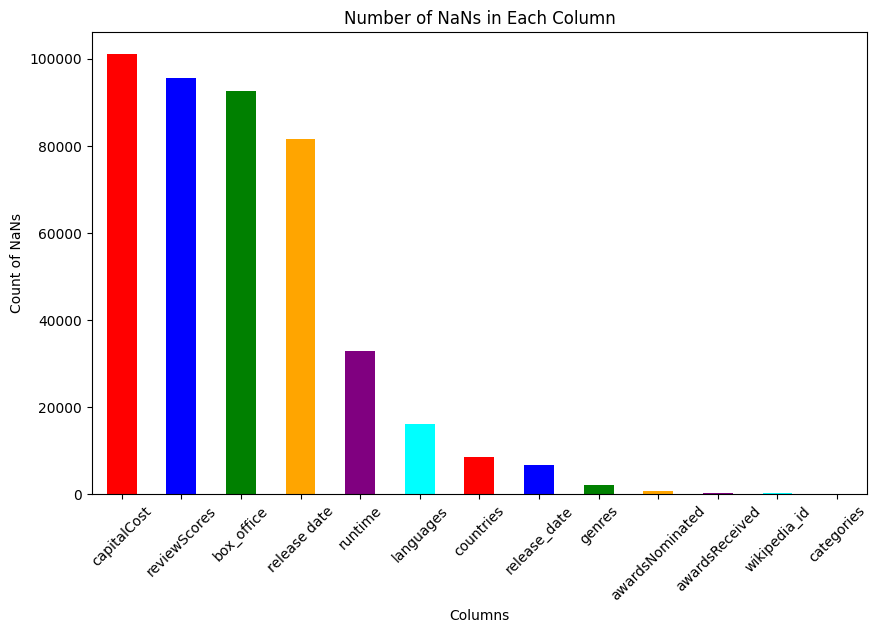 Number of NaNs in Each Column
Count of NaNs
100000
80000
60000
40000
20000
0
capitalCost
reviewScores
box_office
release date
runtime
languages
countries
release_date
genres
awardsNominated
awardsReceived
wikipedia_id
categories
Columns